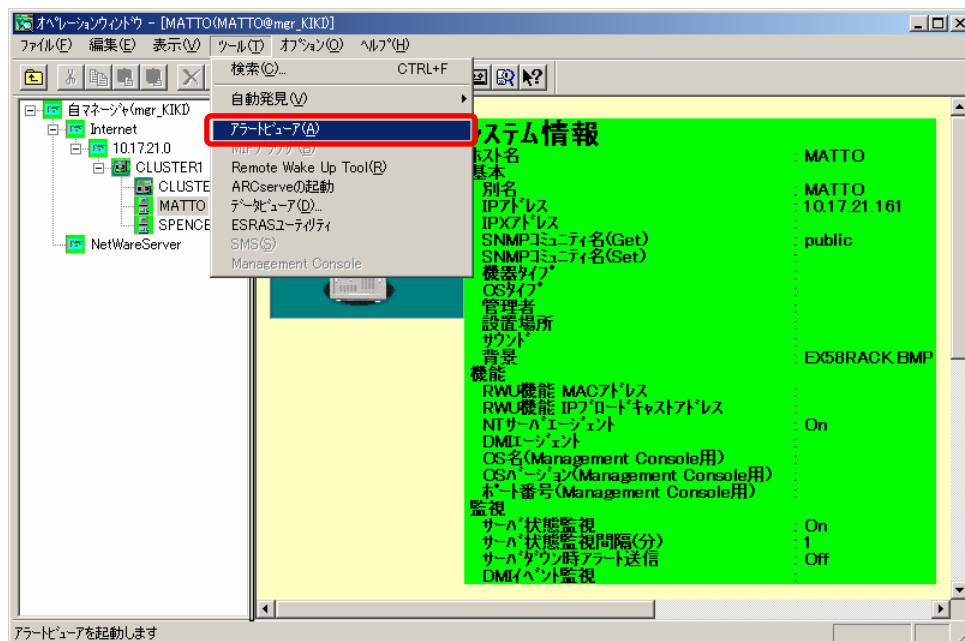 オペレーションウィンドウ - [MATTO(MATTO@mgr_KIKI)]
ファイル(F) 編集(E) 表示(V) ツール(T) オプション(O) ヘルプ(H)
検索(C)... CTRL+F
自動発見(V)
アラートビューア(A)
MIBブラウザ(B)
Remote Wake Up Tool(R)
ARCserveの起動
データビューア(D)...
ESRASユーティリティ
SMS(S)
Management Console
自マネージャ(mgr_KIKI)
Internet
10.17.21.0
CLUSTER1
CLUSTE
MATTO
SPENCE
NetWareServer
システム情報
ホスト名 : MATTO
基本
別名 : MATTO
IPアドレス : 10.17.21.161
IPXアドレス :
SNMPコミュニティ名(Get) : public
SNMPコミュニティ名(Set) :
機器タイプ :
OSタイプ :
管理者 :
設置場所 :
サウンド :
背景 : EX58RACK.BMP
機能
RWU機能 MACアドレス :
RWU機能 IPブロードキャストアドレス :
NTサーバエージェント : On
DMIエージェント :
OS名(Management Console用) :
OSバージョン(Management Console用) :
ポート番号(Management Console用) :
監視
サーバ状態監視 : On
サーバ状態監視間隔(分) : 1
サーバダウン時アラート送信 : Off
DMIイベント監視 :
アラートビューアを起動します